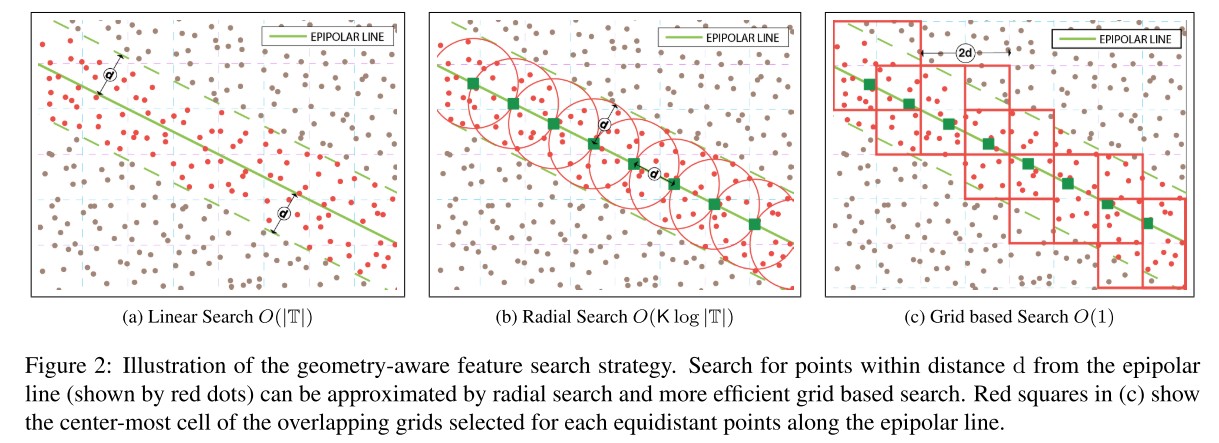 EPIPOLAR LINE
d
d
(a) Linear Search O(|𝕋|)
EPIPOLAR LINE
d
d
(b) Radial Search O(K log |𝕋|)
EPIPOLAR LINE
2d
(c) Grid based Search O(1)
Figure 2: Illustration of the geometry-aware feature search strategy. Search for points within distance d from the epipolar
line (shown by red dots) can be approximated by radial search and more efficient grid based search. Red squares in (c) show
the center-most cell of the overlapping grids selected for each equidistant points along the epipolar line.